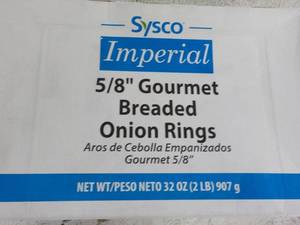 Sysco
Imperial
5/8" Gourmet
Breaded
Onion Rings
Aros de Cebolla Empanizados
Gourmet 5/8"
NET WT/PESO NETO 32 OZ (2 LB) 907 g